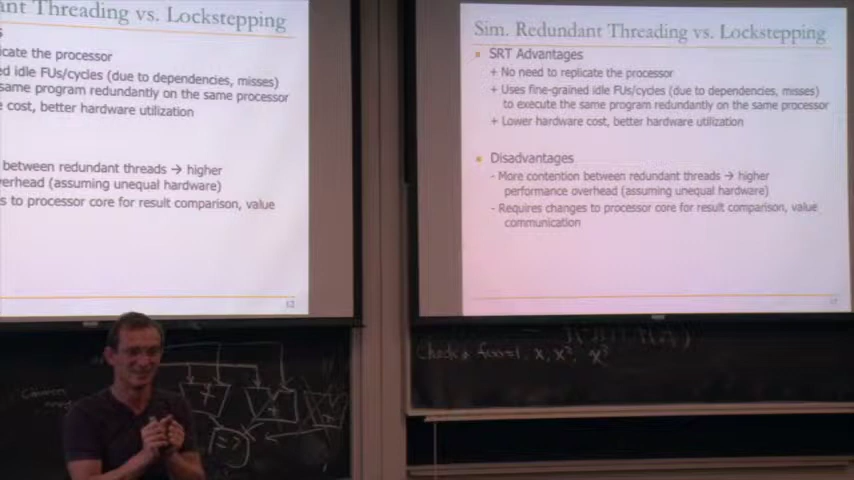 nt Threading vs. Lockstepping
s
cate the processor
d idle FUs/cycles (due to dependencies, misses)
same program redundantly on the same processor
e cost, better hardware utilization
between redundant threads → higher
verhead (assuming unequal hardware)
s to processor core for result comparison, value
12
Sim. Redundant Threading vs. Lockstepping
SRT Advantages
+ No need to replicate the processor
+ Uses fine-grained idle FUs/cycles (due to dependencies, misses)
to execute the same program redundantly on the same processor
+ Lower hardware cost, better hardware utilization
Disadvantages
- More contention between redundant threads → higher
performance overhead (assuming unequal hardware)
- Requires changes to processor core for result comparison, value
communication
x, x², x³